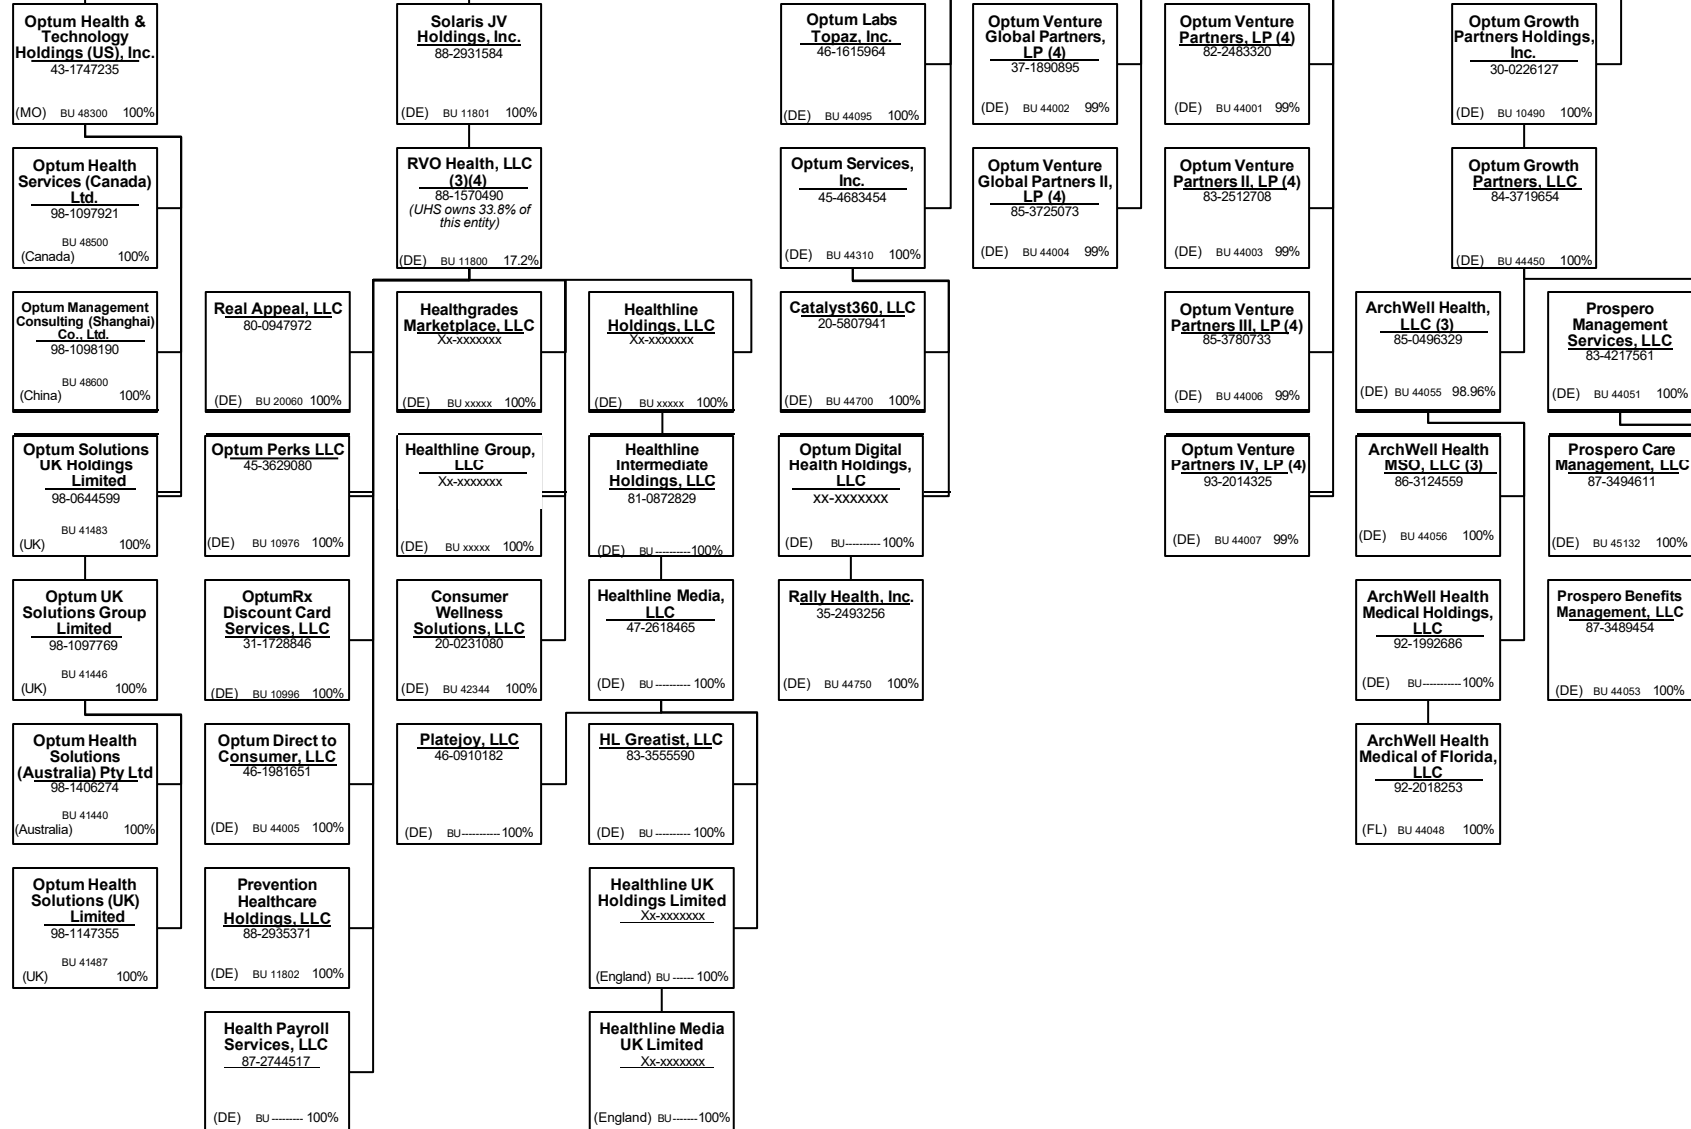 Optum Health &
Technology
Holdings (US), Inc.
43-1747235
(MO) BU 48300 100%
Solaris JV
Holdings, Inc.
88-2931584
(DE) BU 11801 100%
Optum Labs
Topaz, Inc.
46-1615964
(DE) BU 44095 100%
Optum Venture
Global Partners,
LP (4)
37-1890895
(DE) BU 44002 99%
Optum Venture
Partners, LP (4)
82-2483320
(DE) BU 44001 99%
Optum Growth
Partners Holdings,
Inc.
30-0226127
(DE) BU 10490 100%
Optum Health
Services (Canada)
Ltd.
98-1097921
BU 48500
(Canada) 100%
RVO Health, LLC
(3)(4)
88-1570490
(UHS owns 33.8% of
this entity)
(DE) BU 11800 17.2%
Optum Services,
Inc.
45-4683454
(DE) BU 44310 100%
Optum Venture
Global Partners II,
LP (4)
85-3725073
(DE) BU 44004 99%
Optum Venture
Partners II, LP (4)
83-2512708
(DE) BU 44003 99%
Optum Growth
Partners, LLC
84-3719654
(DE) BU 44450 100%
Optum Management
Consulting (Shanghai)
Co., Ltd.
98-1098190
BU 48600
(China) 100%
Real Appeal, LLC
80-0947972
(DE) BU 20060 100%
Healthgrades
Marketplace, LLC
Xx-xxxxxxx
(DE) BU xxxxx 100%
Healthline
Holdings, LLC
Xx-xxxxxxx
(DE) BU xxxxx 100%
Catalyst360, LLC
20-5807941
(DE) BU 44700 100%
Optum Venture
Partners III, LP (4)
85-3780733
(DE) BU 44006 99%
ArchWell Health,
LLC (3)
85-0496329
(DE) BU 44055 98.96%
Prospero
Management
Services, LLC
83-4217561
(DE) BU 44051 100%
Optum Solutions
UK Holdings
Limited
98-0644599
BU 41483
(UK) 100%
Optum Perks LLC
45-3629080
(DE) BU 10976 100%
Healthline Group,
LLC
Xx-xxxxxxx
(DE) BU xxxxx 100%
Healthline
Intermediate
Holdings, LLC
81-0872829
(DE) BU ---------- 100%
Optum Digital
Health Holdings,
LLC
xx-xxxxxxx
(DE) BU---------- 100%
Optum Venture
Partners IV, LP (4)
93-2014325
(DE) BU 44007 99%
ArchWell Health
MSO, LLC (3)
86-3124559
(DE) BU 44056 100%
Prospero Care
Management, LLC
87-3494611
(DE) BU 45132 100%
Optum UK
Solutions Group
Limited
98-1097769
BU 41446
(UK) 100%
OptumRx
Discount Card
Services, LLC
31-1728846
(DE) BU 10996 100%
Consumer
Wellness
Solutions, LLC
20-0231080
(DE) BU 42344 100%
Healthline Media,
LLC
47-2618465
(DE) BU ---------- 100%
Rally Health, Inc.
35-2493256
(DE) BU 44750 100%
ArchWell Health
Medical Holdings,
LLC
92-1992686
(DE) BU----------- 100%
Prospero Benefits
Management, LLC
87-3489454
(DE) BU 44053 100%
Optum Health
Solutions
(Australia) Pty Ltd
98-1406274
BU 41440
(Australia) 100%
Optum Direct to
Consumer, LLC
46-1981651
(DE) BU 44005 100%
Platejoy, LLC
46-0910182
(DE) BU----------- 100%
HL Greatist, LLC
83-3555590
(DE) BU ---------- 100%
ArchWell Health
Medical of Florida,
LLC
92-2018253
(FL) BU 44048 100%
Optum Health
Solutions (UK)
Limited
98-1147355
BU 41487
(UK) 100%
Prevention
Healthcare
Holdings, LLC
88-2935371
(DE) BU 11802 100%
Healthline UK
Holdings Limited
Xx-xxxxxxx
(England) BU ------ 100%
Health Payroll
Services, LLC
87-2744517
(DE) BU --------- 100%
Healthline Media
UK Limited
Xx-xxxxxxx
(England) BU-------100%